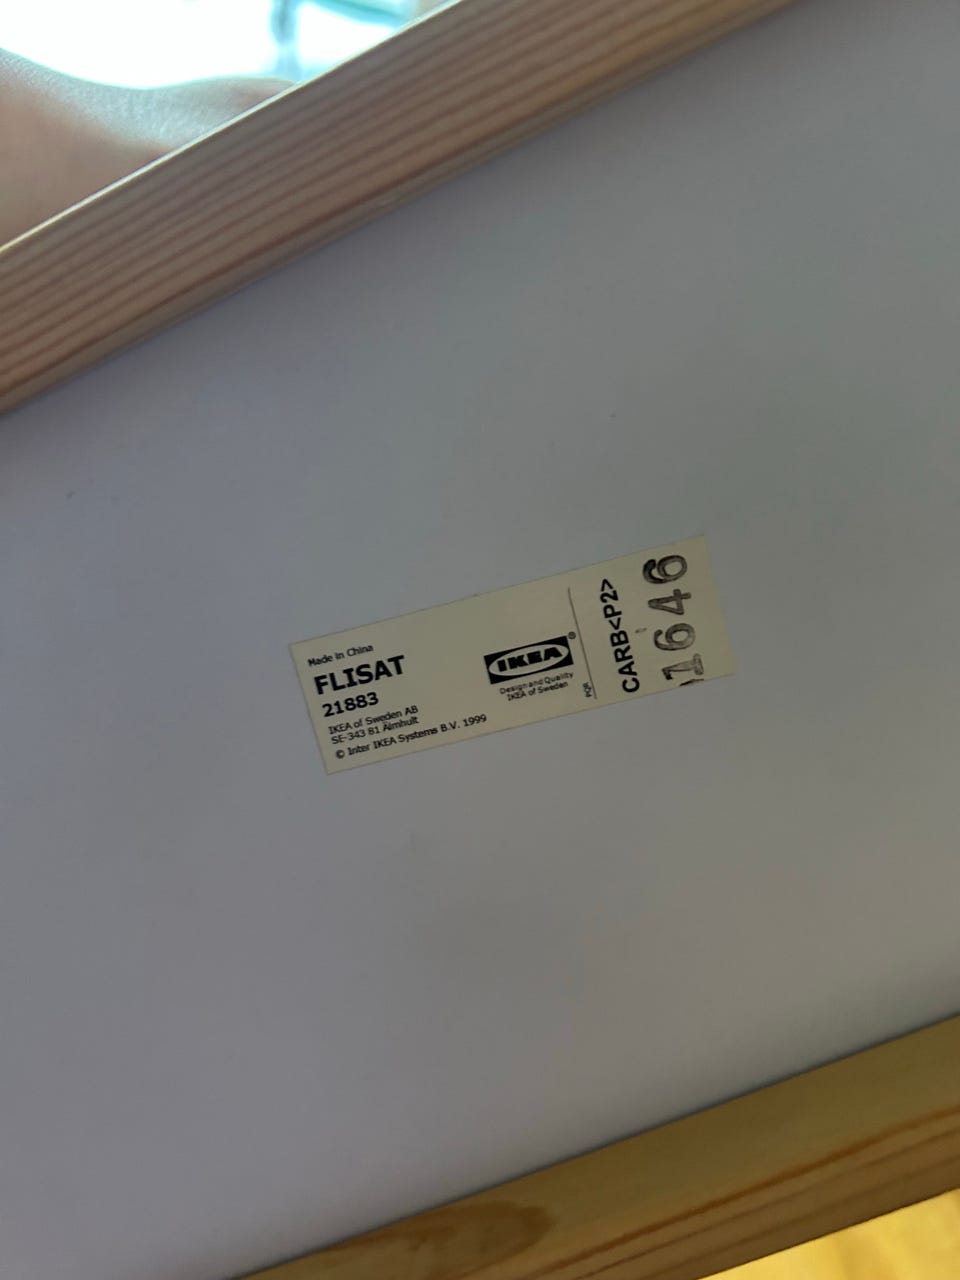 Made in China
FLISAT
21883
IKEA of Sweden AB
SE-343 81 Älmhult
© Inter IKEA Systems B.V. 1999
IKEA®
Design and Quality
IKEA of Sweden
CARB<P2>
1646